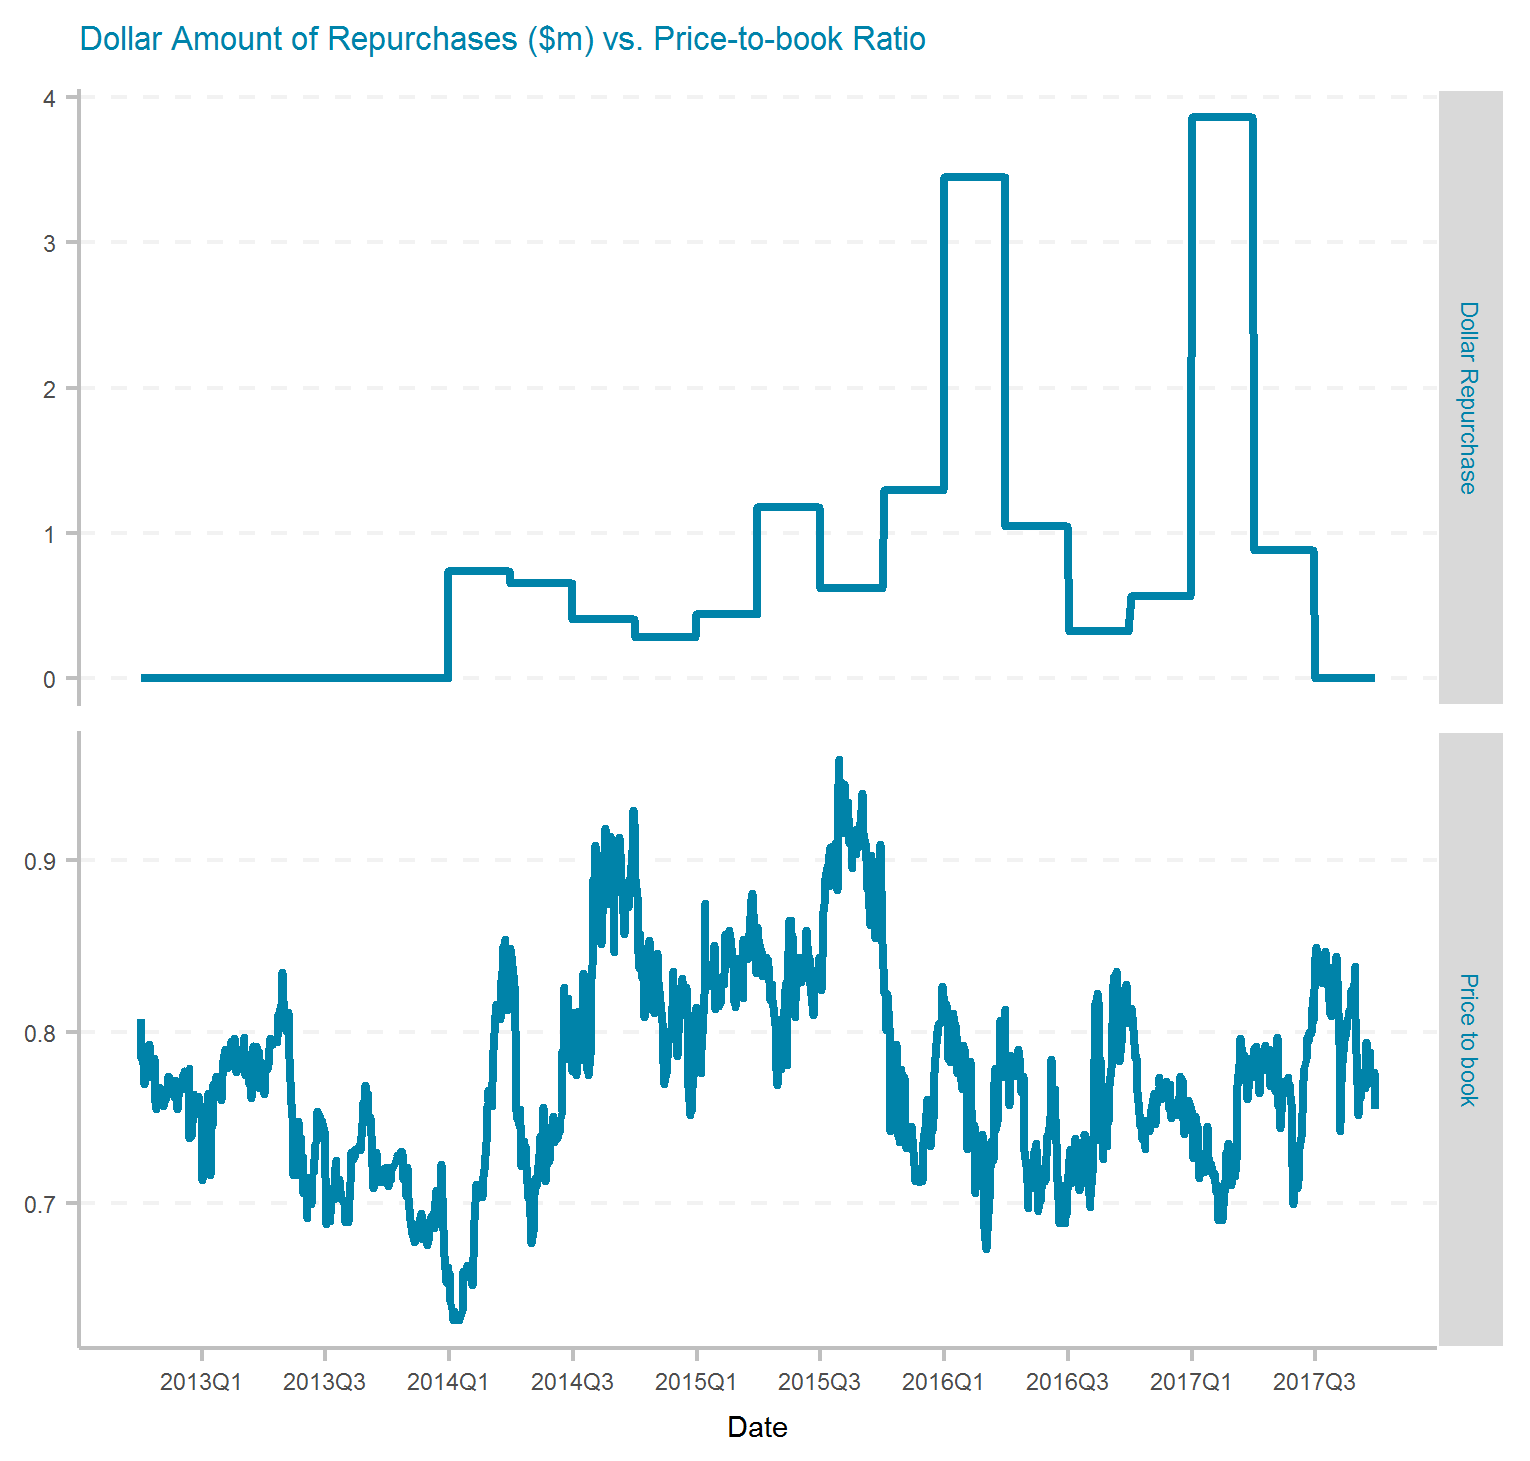 Dollar Amount of Repurchases ($m) vs. Price-to-book Ratio
4
3
2
1
0
Dollar Repurchase
0.9
0.8
0.7
Price to book
2013Q1 2013Q3 2014Q1 2014Q3 2015Q1 2015Q3 2016Q1 2016Q3 2017Q1 2017Q3
Date